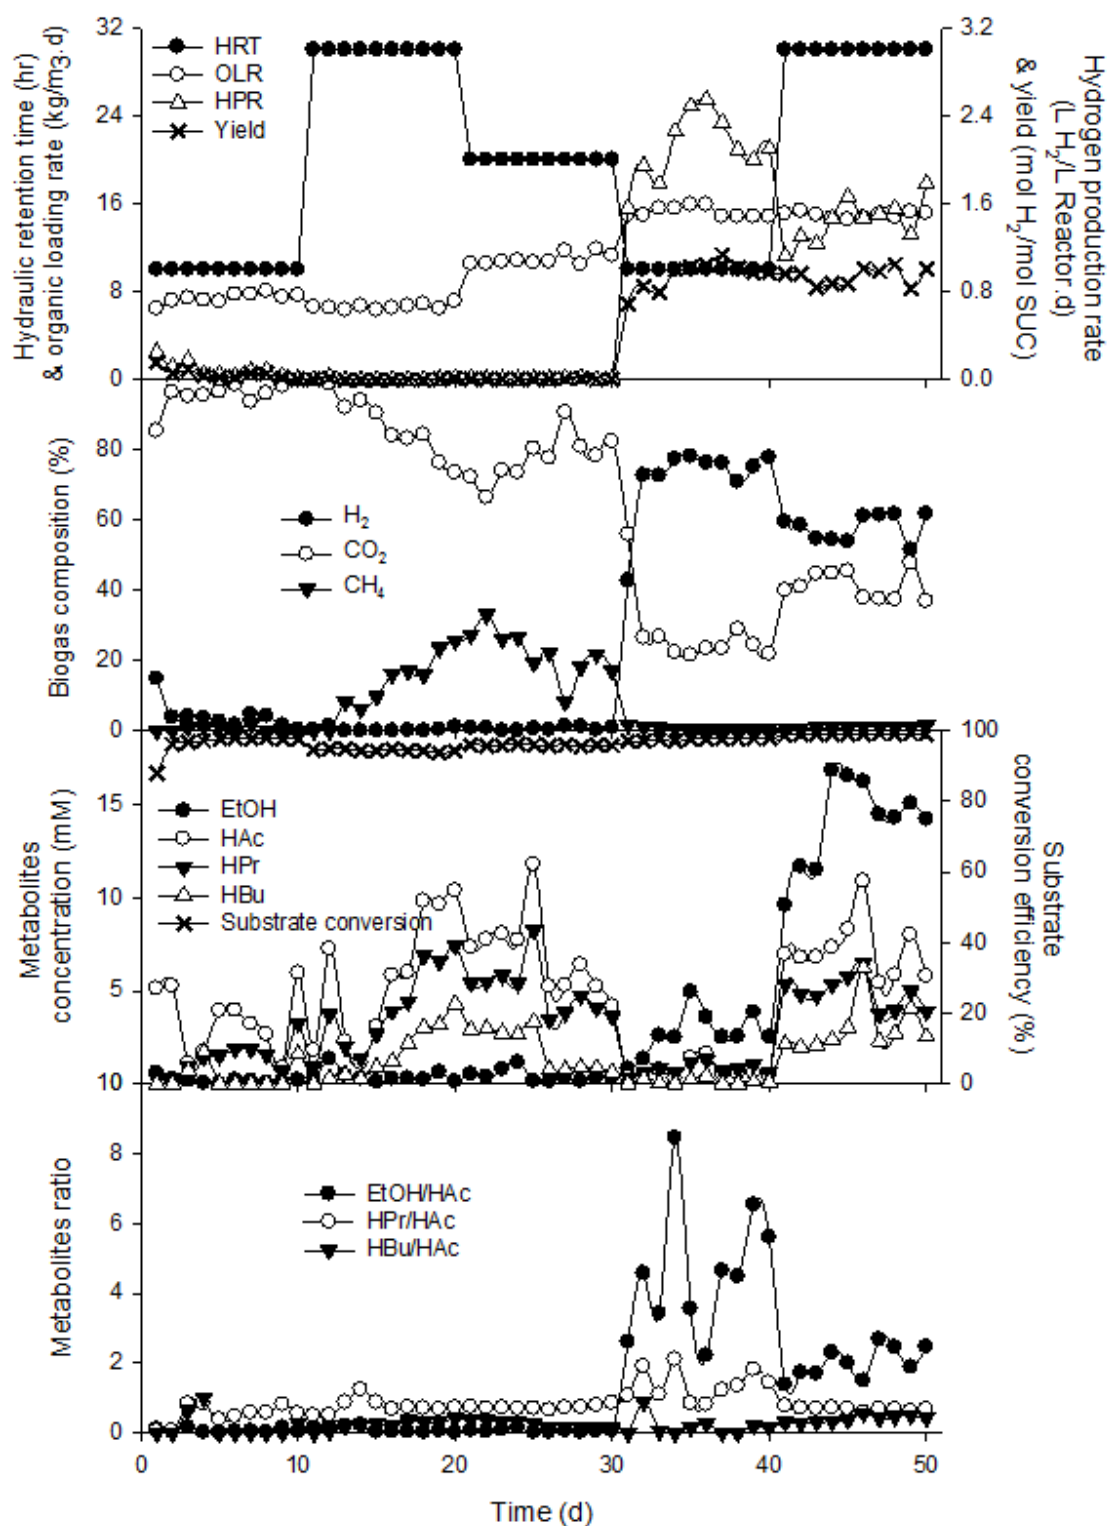 Hydraulic retention time (hr)
& organic loading rate (kg/m3.d)
32
24
16
8
0
HRT
OLR
HPR
Yield
3.2
2.4
1.6
0.8
0.0
Hydrogen production rate
(L H2/L Reactor.d)
& yield (mol H2/mol SUC)
Biogas composition (%)
80
60
40
20
0
H2
CO2
CH4
Metabolites
concentration (mM)
15
10
5
10
EtOH
HAc
HPr
HBu
Substrate conversion
100
80
60
40
20
0
Substrate
conversion efficiency (%)
Metabolites ratio
8
6
4
2
0
EtOH/HAc
HPr/HAc
HBu/HAc
0
10
20
30
40
50
Time (d)